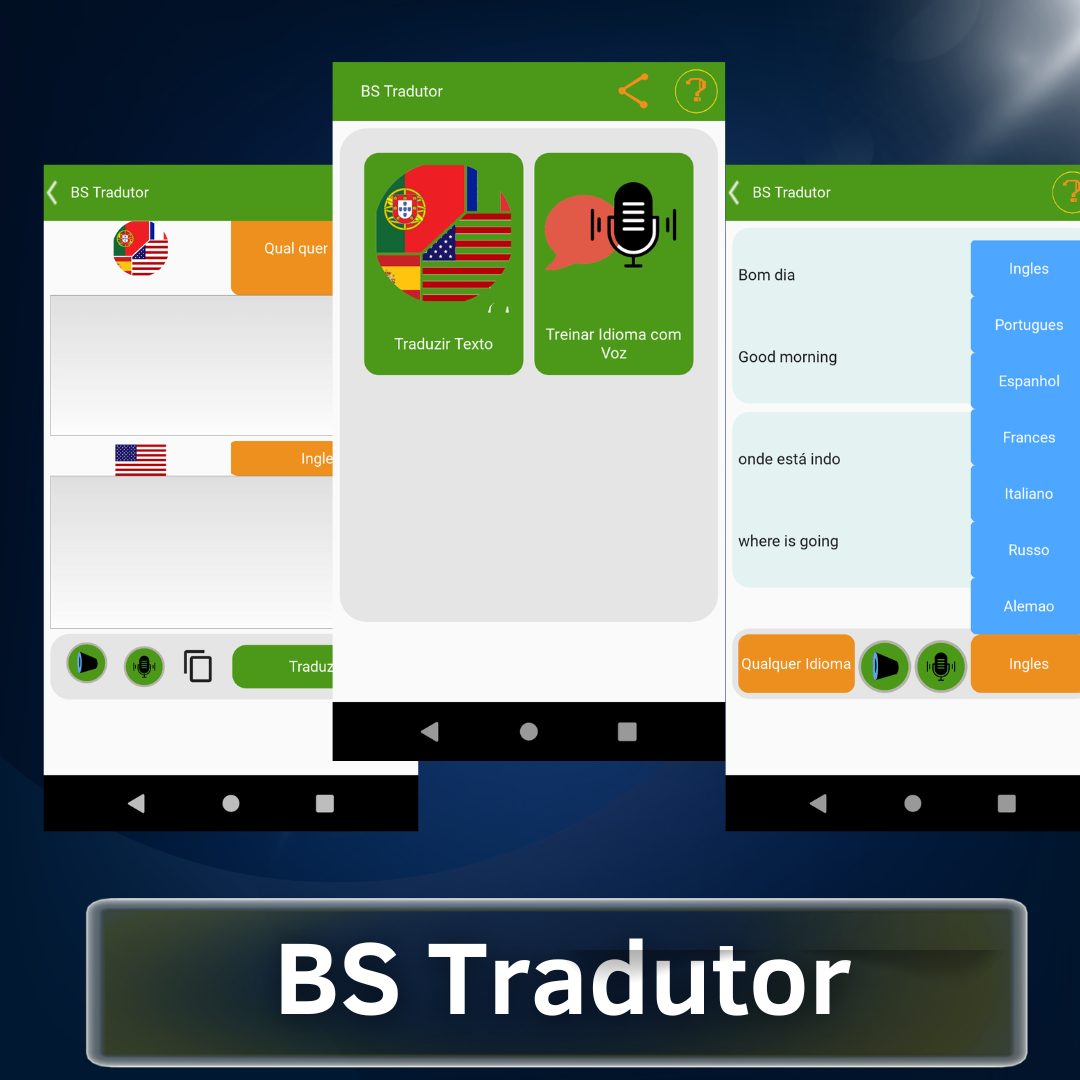 BS Tradutor
Traduzir Texto
Treinar Idioma com
Voz
BS Tradutor
Qual quer
Ingle
Traduz
BS Tradutor
Bom dia
Good morning
onde está indo
where is going
Ingles
Portugues
Espanhol
Frances
Italiano
Russo
Alemao
Qualquer Idioma
Ingles
BS Tradutor